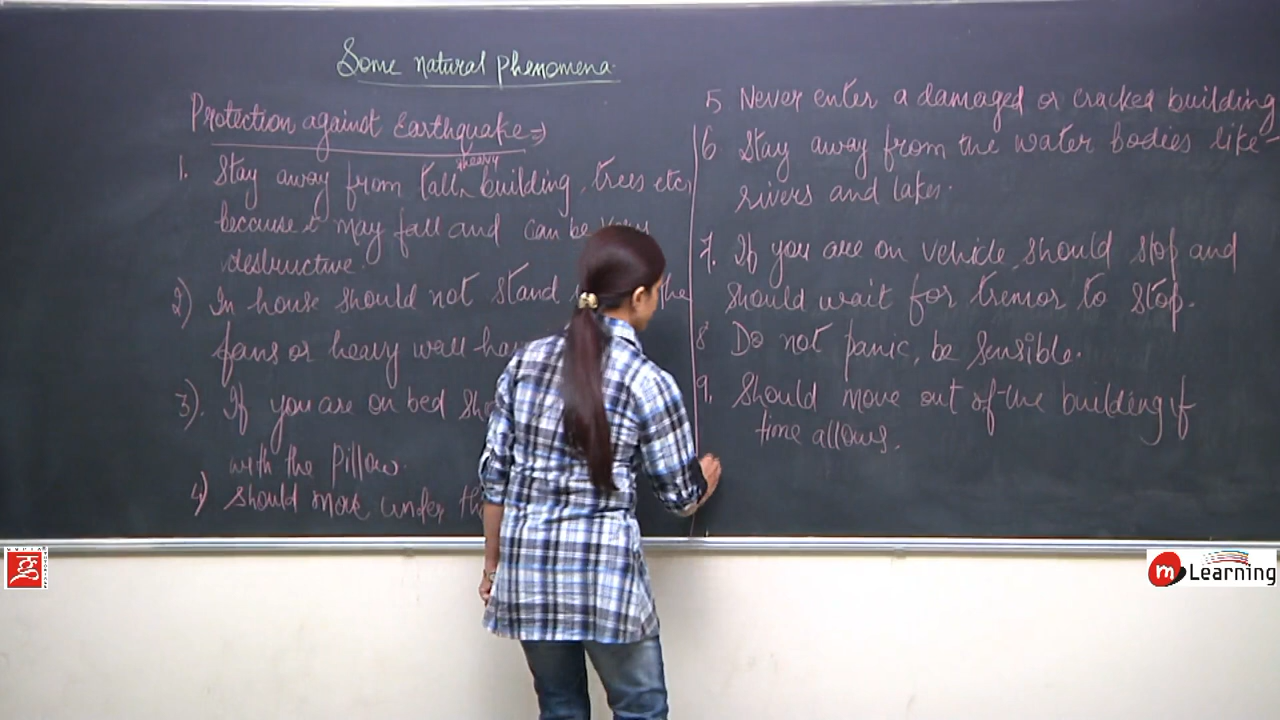 Some natural phenomena.
Protection against Earthquake ⇒
1. Stay away from tall, heavy building, trees etc,
because it may fall and can be very
destructive.
2) In house should not stand the
fans or heavy wall
3). If you are on bed
with the pillow.
4) should move under
5 Never enter a damaged or cracked building
6 Stay away from the water bodies like -
rivers and lakes.
7. If you are on vehicle should stop and
should wait for tremor to stop.
8 Do not panic, be sensible.
9. Should move out of the building if
time allows.
m Learning